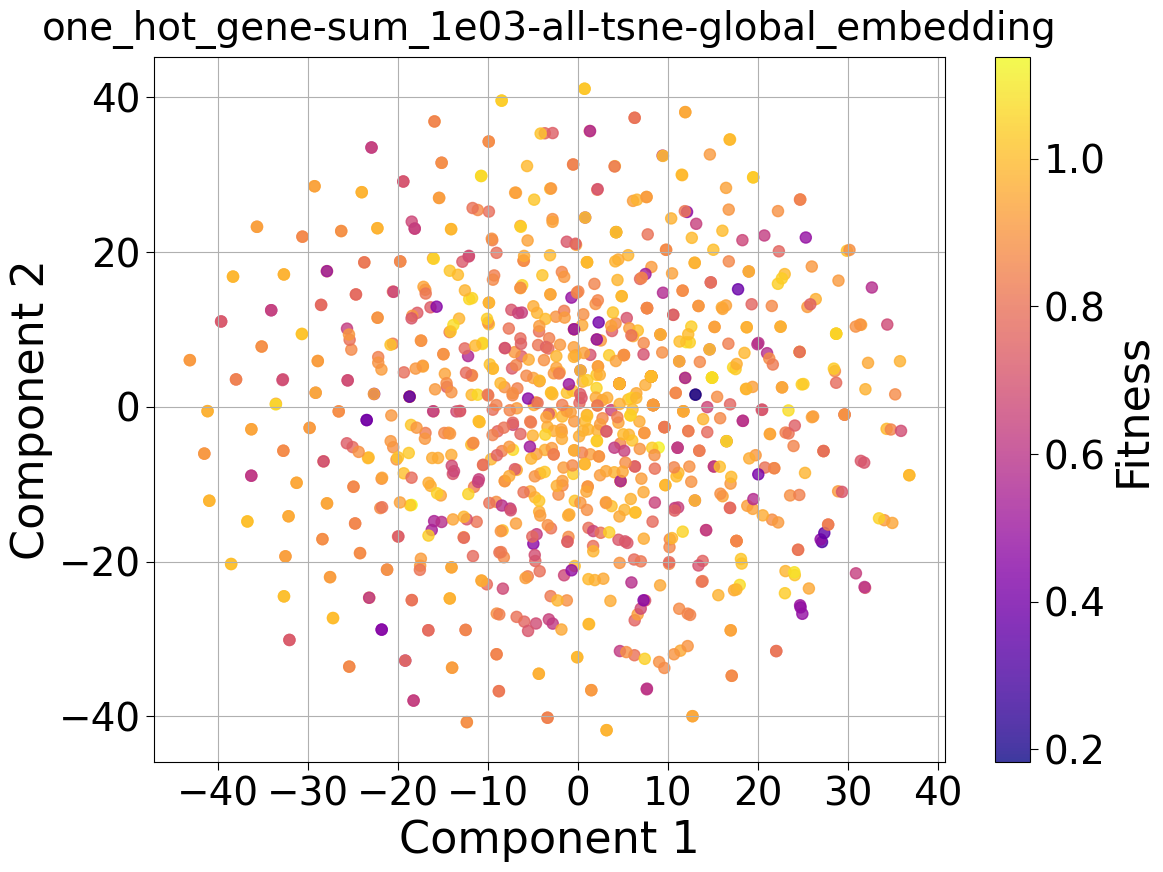 one_hot_gene-sum_1e03-all-tsne-global_embedding
40
20
0
−20
−40
−40 −30 −20 −10 0 10 20 30 40
Component 1
Component 2
1.0
0.8
0.6
0.4
0.2
Fitness